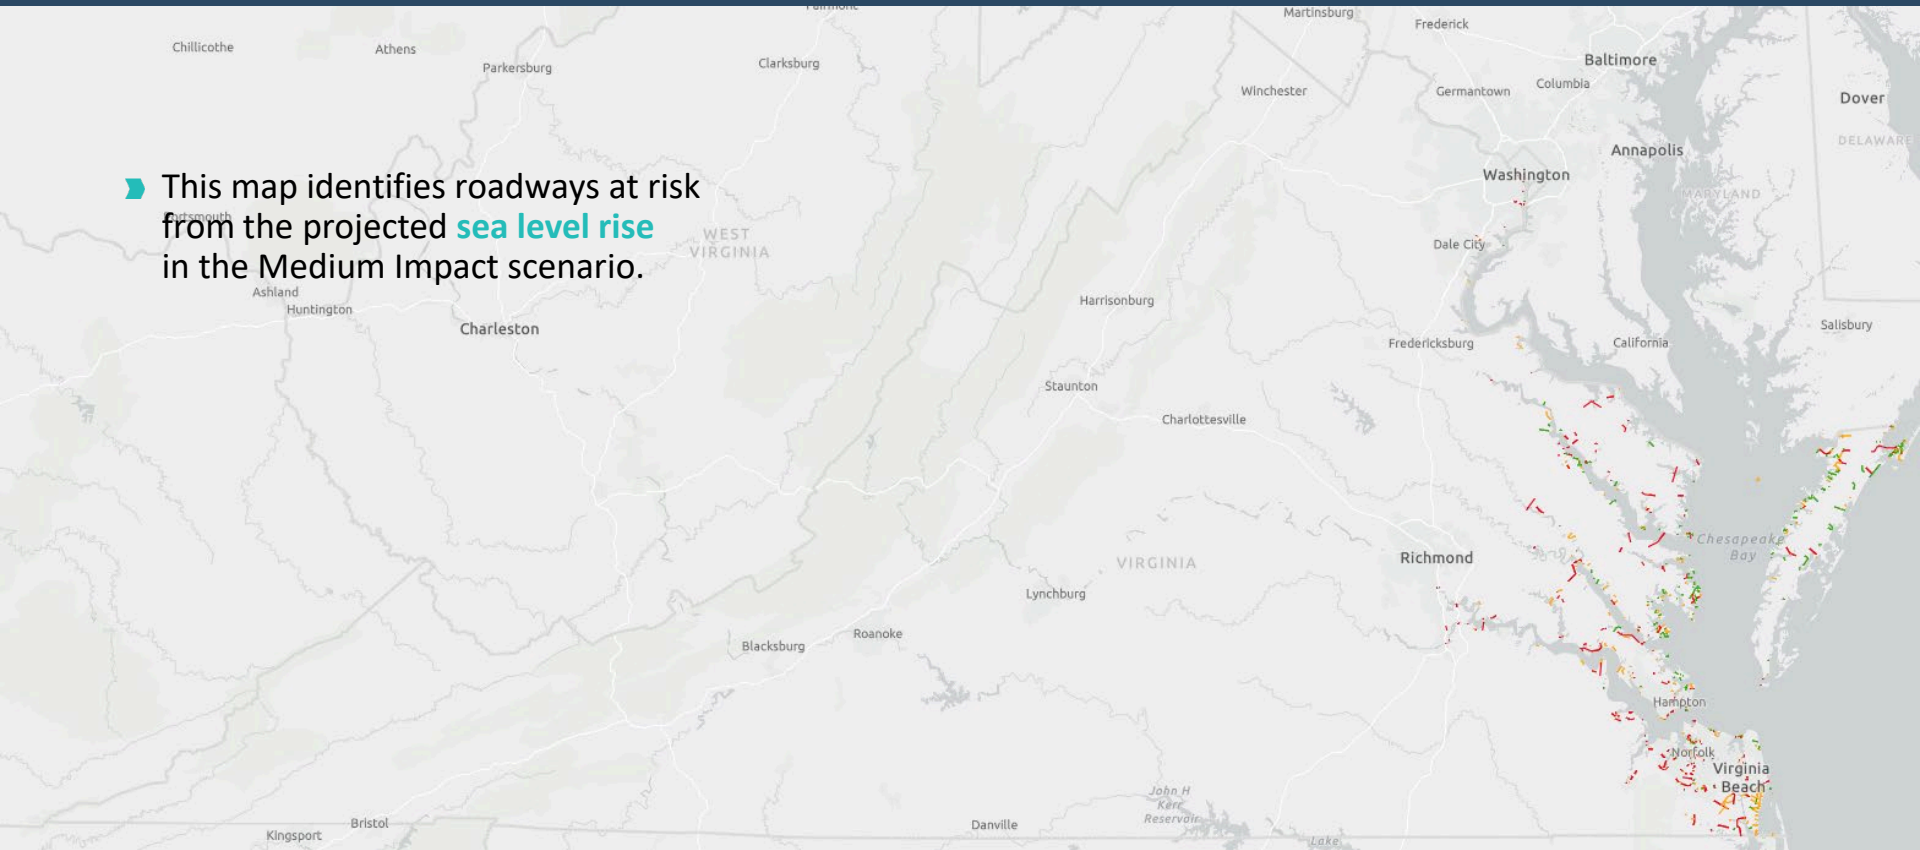 Fairmont
Martinsburg
Frederick
Chillicothe
Athens
Parkersburg
Clarksburg
Baltimore
Winchester
Germantown
Columbia
Dover
DELAWARE
Annapolis
Washington
MARYLAND
This map identifies roadways at risk
Portsmouth
from the projected sea level rise
in the Medium Impact scenario.
WEST
VIRGINIA
Dale City
Ashland
Huntington
Charleston
Harrisonburg
Fredericksburg
California
Salisbury
Staunton
Charlottesville
Chesapeake
Bay
Richmond
VIRGINIA
Lynchburg
Roanoke
Blacksburg
Hampton
Norfolk
Virginia
Beach
John H
Kerr
Reservoir
Danville
Bristol
Kingsport
Lake